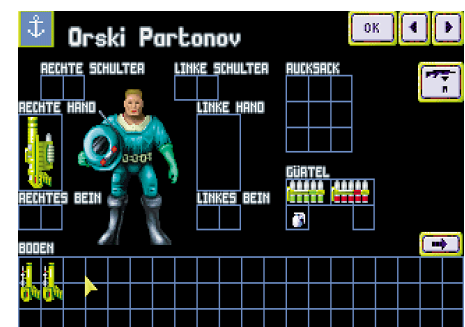 Orski Partonov
OK
RECHTE SCHULTER
LINKE SCHULTER
RUCKSACK
RECHTE HAND
LINKE HAND
GÜRTEL
RECHTES BEIN
LINKES BEIN
BODEN